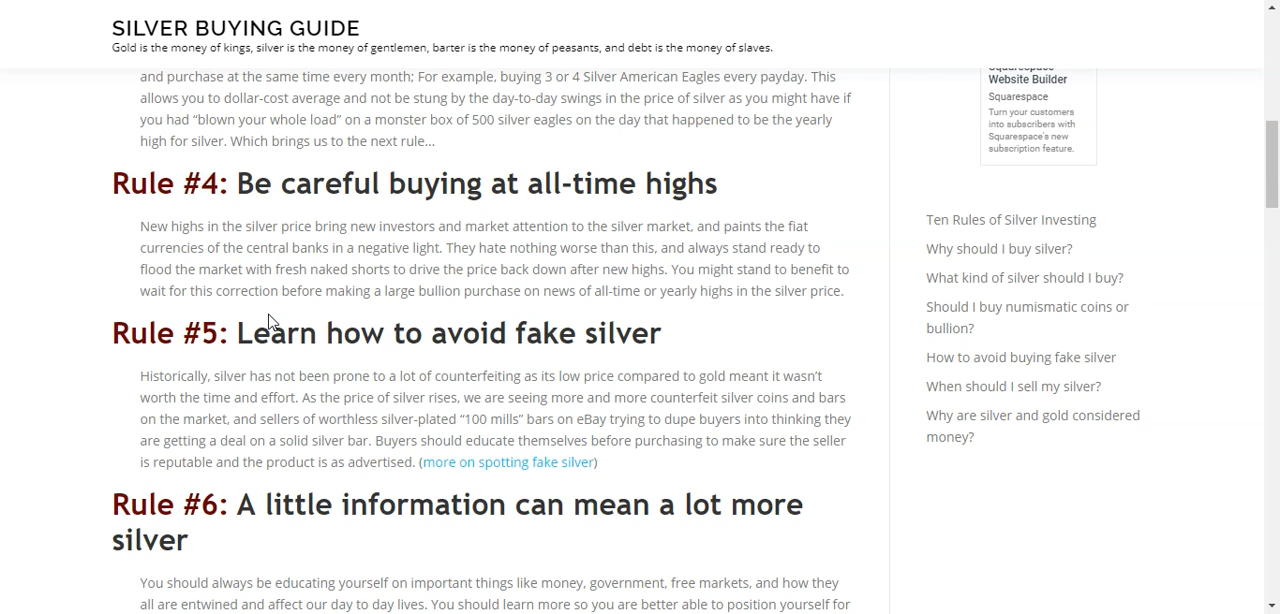 SILVER BUYING GUIDE
Gold is the money of kings, silver is the money of gentlemen, barter is the money of peasants, and debt is the money of slaves.
and purchase at the same time every month; For example, buying 3 or 4 Silver American Eagles every payday. This
allows you to dollar-cost average and not be stung by the day-to-day swings in the price of silver as you might have if
you had “blown your whole load” on a monster box of 500 silver eagles on the day that happened to be the yearly
high for silver. Which brings us to the next rule…
Rule #4: Be careful buying at all-time highs
New highs in the silver price bring new investors and market attention to the silver market, and paints the fiat
currencies of the central banks in a negative light. They hate nothing worse than this, and always stand ready to
flood the market with fresh naked shorts to drive the price back down after new highs. You might stand to benefit to
wait for this correction before making a large bullion purchase on news of all-time or yearly highs in the silver price.
Rule #5: Learn how to avoid fake silver
Historically, silver has not been prone to a lot of counterfeiting as its low price compared to gold meant it wasn’t
worth the time and effort. As the price of silver rises, we are seeing more and more counterfeit silver coins and bars
on the market, and sellers of worthless silver-plated “100 mills” bars on eBay trying to dupe buyers into thinking they
are getting a deal on a solid silver bar. Buyers should educate themselves before purchasing to make sure the seller
is reputable and the product is as advertised. (more on spotting fake silver)
Rule #6: A little information can mean a lot more
silver
You should always be educating yourself on important things like money, government, free markets, and how they
all are entwined and affect our day to day lives. You should learn more so you are better able to position yourself for
Squarespace
Website Builder
Squarespace
Turn your customers
into subscribers with
Squarespace's new
subscription feature.
Ten Rules of Silver Investing
Why should I buy silver?
What kind of silver should I buy?
Should I buy numismatic coins or
bullion?
How to avoid buying fake silver
When should I sell my silver?
Why are silver and gold considered
money?